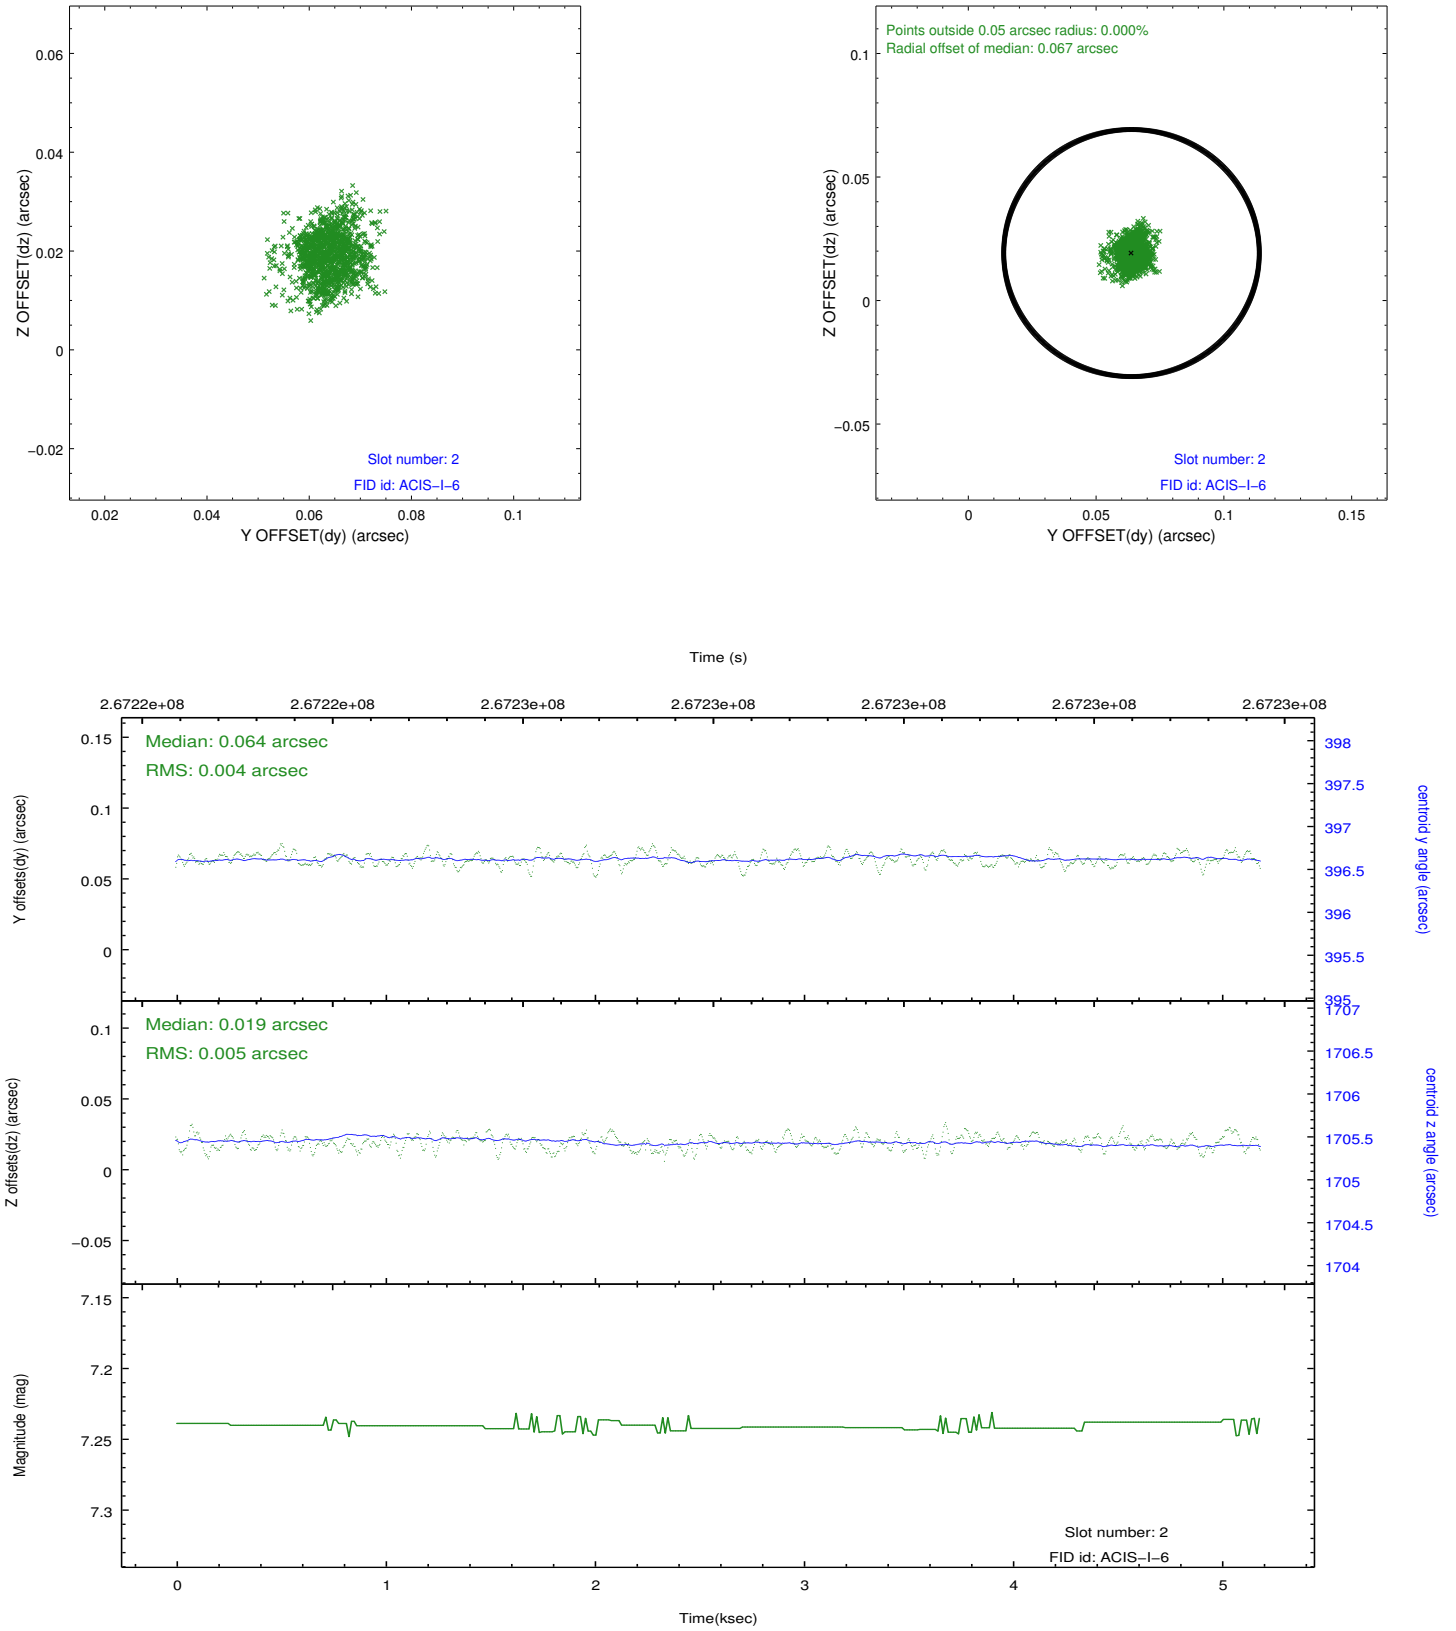 0.06
0.04
0.02
0
−0.02
Z OFFSET(dz) (arcsec)
Slot number: 2
FID id: ACIS−I−6
0.02 0.04 0.06 0.08 0.1
Y OFFSET(dy) (arcsec)
Points outside 0.05 arcsec radius: 0.000%
Radial offset of median: 0.067 arcsec
0.1
0.05
0
−0.05
Z OFFSET(dz) (arcsec)
Slot number: 2
FID id: ACIS−I−6
0 0.05 0.1 0.15
Y OFFSET(dy) (arcsec)
Time (s)
2.6722e+08 2.6722e+08 2.6723e+08 2.6723e+08 2.6723e+08 2.6723e+08 2.6723e+08
Median: 0.064 arcsec
RMS: 0.004 arcsec
0.15
0.1
0.05
0
Y offsets(dy) (arcsec)
398
397.5
397
396.5
396
395.5
395
centroid y angle (arcsec)
Median: 0.019 arcsec
RMS: 0.005 arcsec
0.1
0.05
0
−0.05
Z offsets(dz) (arcsec)
1707
1706.5
1706
1705.5
1705
1704.5
1704
centroid z angle (arcsec)
7.15
7.2
7.25
7.3
Magnitude (mag)
Slot number: 2
FID id: ACIS−I−6
0 1 2 3 4 5
Time(ksec)